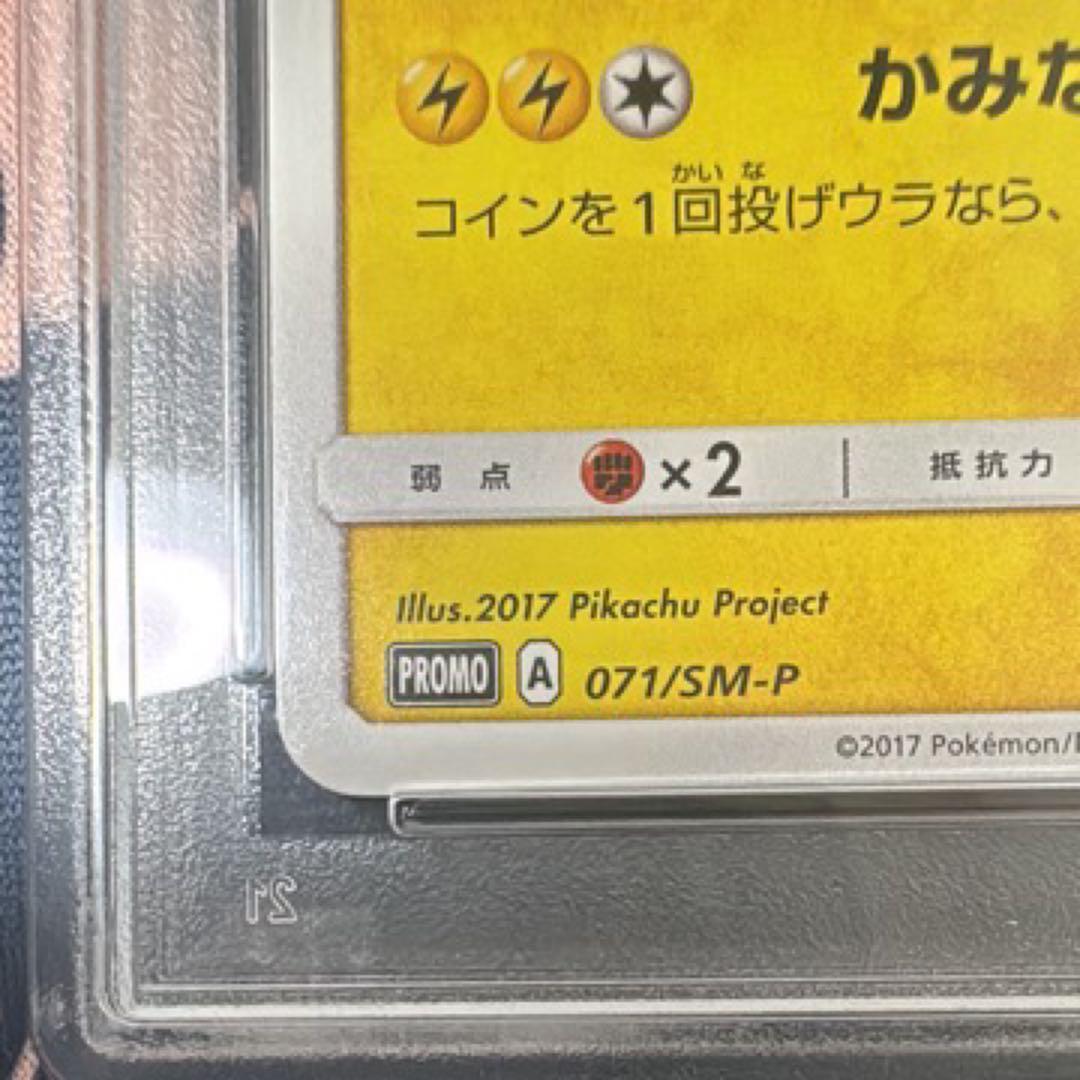 かみな
かい な
コインを1回投げウラなら、
弱点 ×2 抵抗力
Illus.2017 Pikachu Project
PROMO A 071/SM-P
©2017 Pokémon/
21